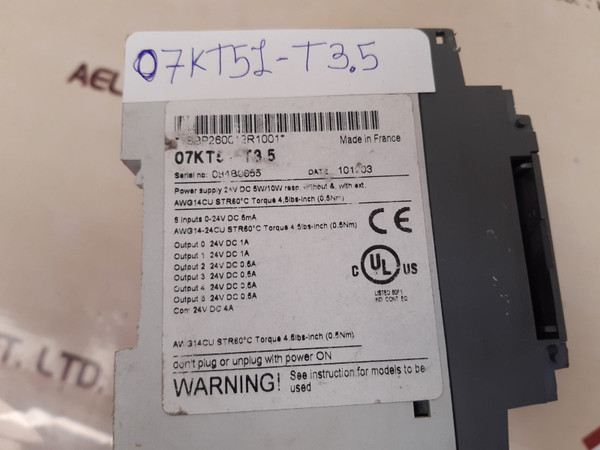 07KT51-T3.5
AEL
Made in France
-T3.5
Serial no: DATE
Power supply 24V DC 5W/10W resp. without & with ext.
AWG14CU STR60°C Torque 4,5lbs-inch (0,5Nm)
6 Inputs 0-24V DC 5mA
AWG14-24CU STR60°C Torque 4,5lbs-inch (0.5Nm)
Output 0 24V DC 1A
Output 1 24V DC 1A
Output 2 24V DC 0,5A
Output 3 24V DC 0,5A
Output 4 24V DC 0,5A
Output 5 24V DC 0,5A
Com 24V DC 4A
CE
C UL US
LISTED
IND. CONT. EQ.
AWG14CU STR60°C Torque 4.5lbs-inch (0.5Nm)
don't plug or unplug with power ON
WARNING! See instruction for models to be
used
T. LTD.